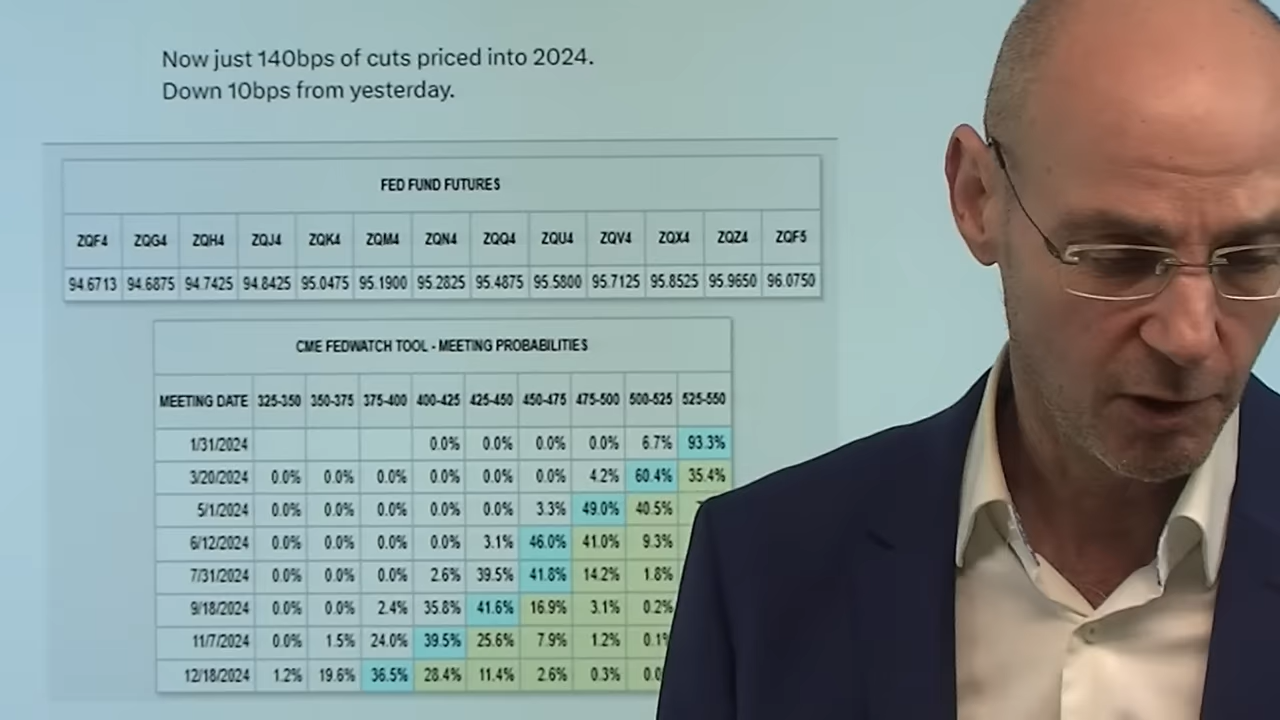 Now just 140bps of cuts priced into 2024.
Down 10bps from yesterday.
FED FUND FUTURES
ZQF4 ZQG4 ZQH4 ZQJ4 ZQK4 ZQM4 ZQN4 ZQQ4 ZQU4 ZQV4 ZQX4 ZQZ4 ZQF5
94.6713 94.6875 94.7425 94.8425 95.0475 95.1900 95.2825 95.4875 95.5800 95.7125 95.8525 95.9650 96.0750
CME FEDWATCH TOOL - MEETING PROBABILITIES
MEETING DATE 325-350 350-375 375-400 400-425 425-450 450-475 475-500 500-525 525-550
1/31/2024 0.0% 0.0% 0.0% 0.0% 6.7% 93.3%
3/20/2024 0.0% 0.0% 0.0% 0.0% 0.0% 0.0% 4.2% 60.4% 35.4%
5/1/2024 0.0% 0.0% 0.0% 0.0% 0.0% 3.3% 49.0% 40.5%
6/12/2024 0.0% 0.0% 0.0% 0.0% 3.1% 46.0% 41.0% 9.3%
7/31/2024 0.0% 0.0% 0.0% 2.6% 39.5% 41.8% 14.2% 1.8%
9/18/2024 0.0% 0.0% 2.4% 35.8% 41.6% 16.9% 3.1% 0.2%
11/7/2024 0.0% 1.5% 24.0% 39.5% 25.6% 7.9% 1.2% 0.1%
12/18/2024 1.2% 19.6% 36.5% 28.4% 11.4% 2.6% 0.3%